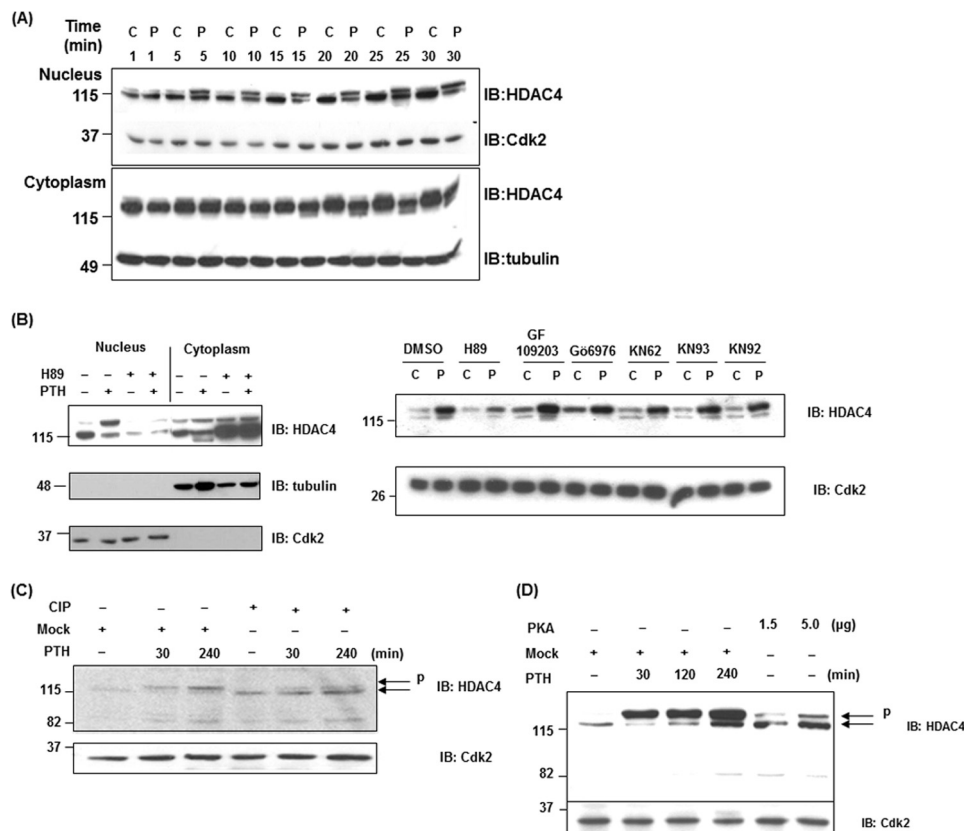 (A)
Time (min) C P C P C P C P C P C P C P
1 1 5 5 10 10 15 15 20 20 25 25 30 30
Nucleus
115 IB:HDAC4
37 IB:Cdk2
Cytoplasm
IB:HDAC4
115
49 IB:tubulin
(B)
Nucleus Cytoplasm
H89 – – + + – – + +
PTH – + – + – + – +
115 IB: HDAC4
48 IB: tubulin
37 IB: Cdk2
DMSO H89 GF 109203 Gö6976 KN62 KN93 KN92
C P C P C P C P C P C P C P
115 IB: HDAC4
26 IB: Cdk2
(C)
CIP – – – + + +
Mock + + + – – –
PTH – 30 240 – 30 240 (min)
p
115 IB: HDAC4
82
37
IB: Cdk2
(D)
PKA – – – – 1.5 5.0 (µg)
Mock + + + + – –
PTH – 30 120 240 – – (min)
p
115 IB: HDAC4
82
37
IB: Cdk2